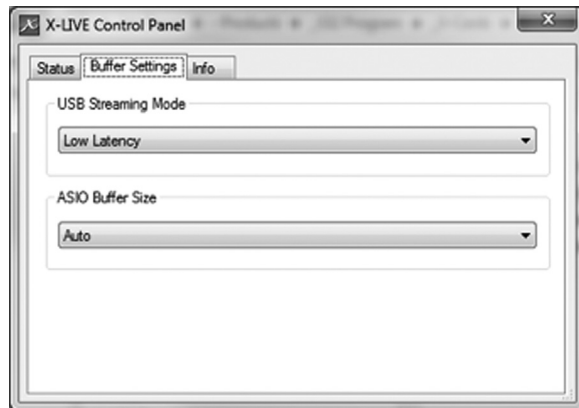 X-LIVE Control Panel
Status Buffer Settings Info
USB Streaming Mode
Low Latency
ASIO Buffer Size
Auto